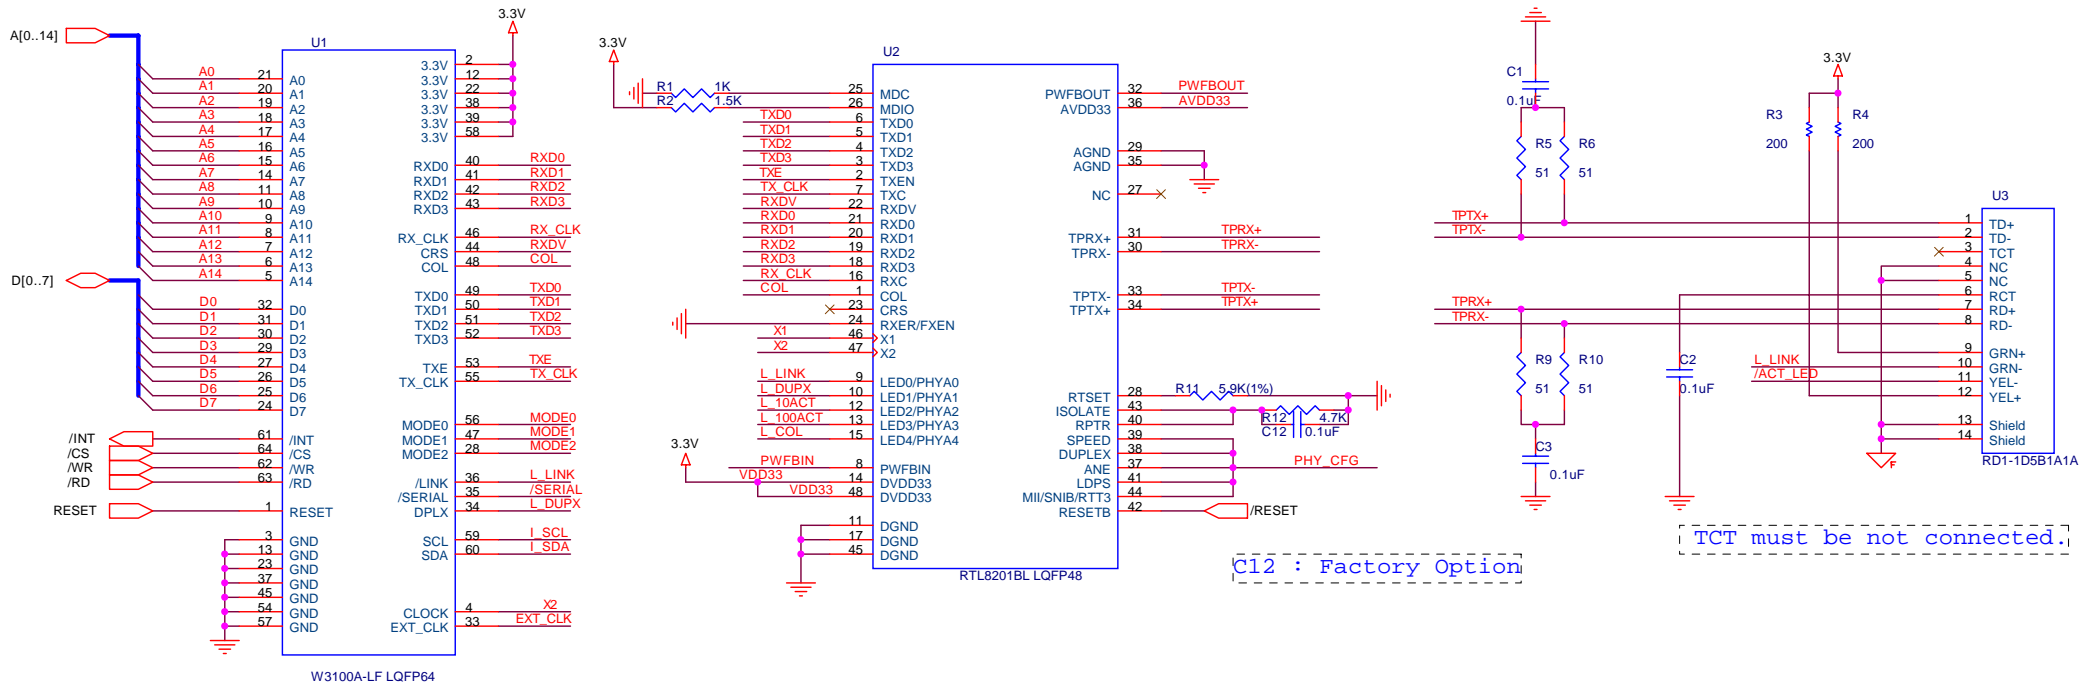 A[0..14]
D[0..7]
/INT
/CS
/WR
/RD
RESET
U1
3.3V
A0 21 A0
A1 20 A1
A2 19 A2
A3 18 A3
A4 17 A4
A5 16 A5
A6 15 A6
A7 14 A7
A8 11 A8
A9 10 A9
A10 9 A10
A11 8 A11
A12 7 A12
A13 6 A13
A14 5 A14
D0 32 D0
D1 31 D1
D2 30 D2
D3 29 D3
D4 27 D4
D5 26 D5
D6 25 D6
D7 24 D7
61 /INT
64 /CS
62 /WR
63 /RD
1 RESET
3 GND
13 GND
23 GND
37 GND
45 GND
54 GND
57 GND
3.3V 2
3.3V 12
3.3V 22
3.3V 38
3.3V 39
3.3V 58
RXD0 40 RXD0
RXD1 41 RXD1
RXD2 42 RXD2
RXD3 43 RXD3
RX_CLK 46 RX_CLK
CRS 44 RXDV
COL 48 COL
TXD0 49 TXD0
TXD1 50 TXD1
TXD2 51 TXD2
TXD3 52 TXD3
TXE 53 TXE
TX_CLK 55 TX_CLK
MODE0 56 MODE0
MODE1 47 MODE1
MODE2 28 MODE2
/LINK 36 L_LINK
/SERIAL 35 /SERIAL
DPLX 34 L_DUPX
SCL 59 I_SCL
SDA 60 I_SDA
CLOCK 4 X2
EXT_CLK 33 EXT_CLK
W3100A-LF LQFP64
3.3V
U2
R1 1K 25 MDC
R2 1.5K 26 MDIO
TXD0 6 TXD0
TXD1 5 TXD1
TXD2 4 TXD2
TXD3 3 TXD3
TXE 2 TXEN
TX_CLK 7 TXC
RXDV 22 RXDV
RXD0 21 RXD0
RXD1 20 RXD1
RXD2 19 RXD2
RXD3 18 RXD3
RX_CLK 16 RXC
COL 1 COL
23 CRS
24 RXER/FXEN
X1 46 X1
X2 47 X2
L_LINK 9 LED0/PHYA0
L_DUPX 10 LED1/PHYA1
L_10ACT 12 LED2/PHYA2
L_100ACT 13 LED3/PHYA3
L_COL 15 LED4/PHYA4
3.3V
PWFBIN 8 PWFBIN
VDD33 14 DVDD33
VDD33 48 DVDD33
11 DGND
17 DGND
45 DGND
PWFBOUT 32 PWFBOUT
AVDD33 36 AVDD33
AGND 29
AGND 35
NC 27
TPRX+ 31 TPRX+
TPRX- 30 TPRX-
TPTX- 33 TPTX-
TPTX+ 34 TPTX+
RTSET 28 R11 5.9K(1%)
ISOLATE 43 R12 4.7K
RPTR 40 C12 0.1uF
SPEED 39
DUPLEX 38
ANE 37 PHY_CFG
LDPS 41
MII/SNIB/RTT3 44
RESETB 42 /RESET
RTL8201BL LQFP48
C12 : Factory Option
C1
0.1uF
R5 R6
51 51
3.3V
R3 R4
200 200
U3
TPTX+ 1 TD+
TPTX- 2 TD-
3 TCT
4 NC
5 NC
6 RCT
TPRX+ 7 RD+
TPRX- 8 RD-
9 GRN+
L_LINK 10 GRN-
/ACT_LED 11 YEL-
12 YEL+
13 Shield
14 Shield
F
RD1-1D5B1A1A
R9 R10
51 51
C2
0.1uF
C3
0.1uF
TCT must be not connected.